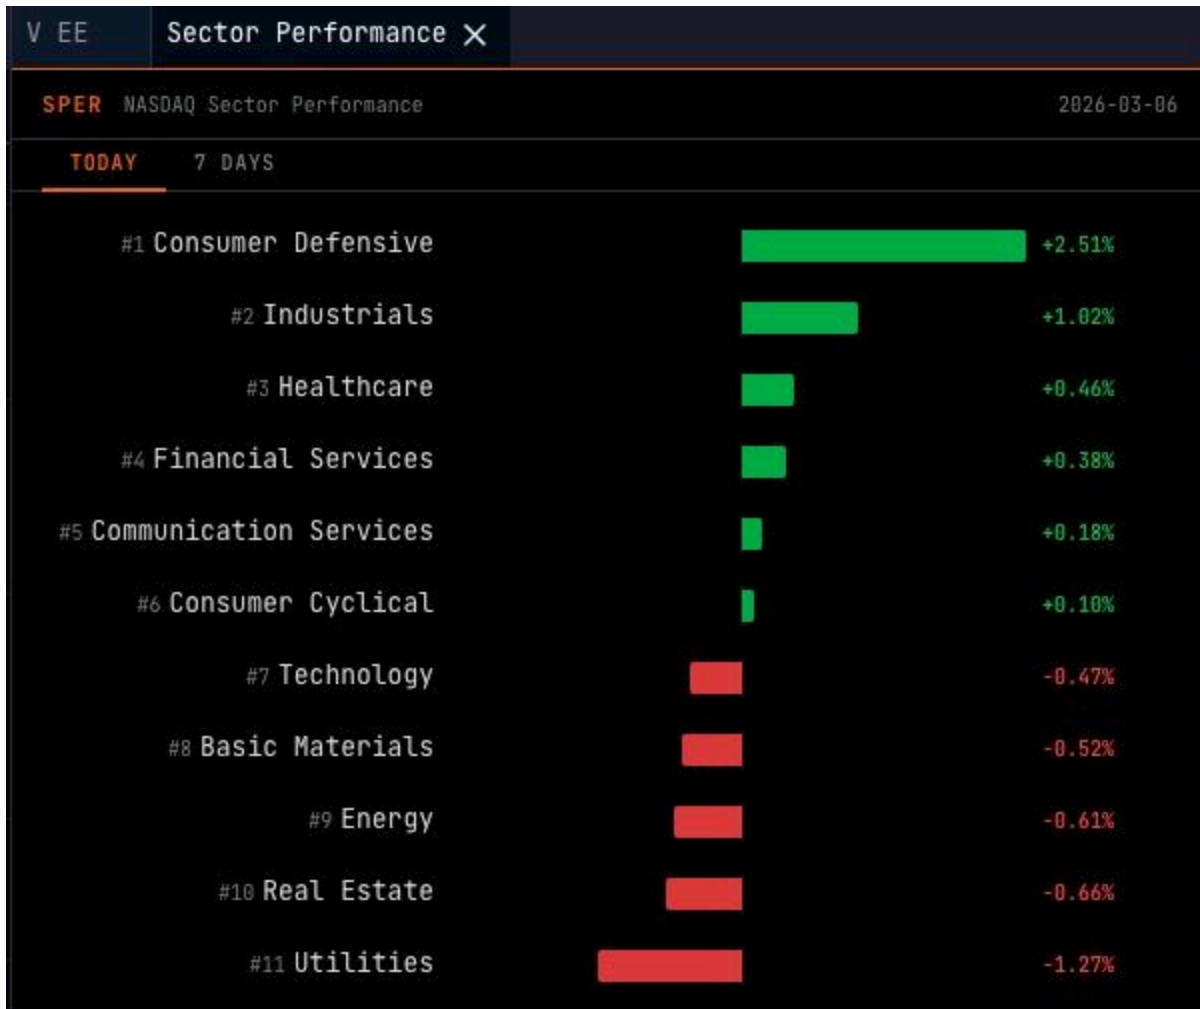 V EE
Sector Performance ×
SPER NASDAQ Sector Performance 2026-03-06
TODAY 7 DAYS
#1 Consumer Defensive +2.51%
#2 Industrials +1.02%
#3 Healthcare +0.46%
#4 Financial Services +0.38%
#5 Communication Services +0.18%
#6 Consumer Cyclical +0.10%
#7 Technology -0.47%
#8 Basic Materials -0.52%
#9 Energy -0.61%
#10 Real Estate -0.66%
#11 Utilities -1.27%